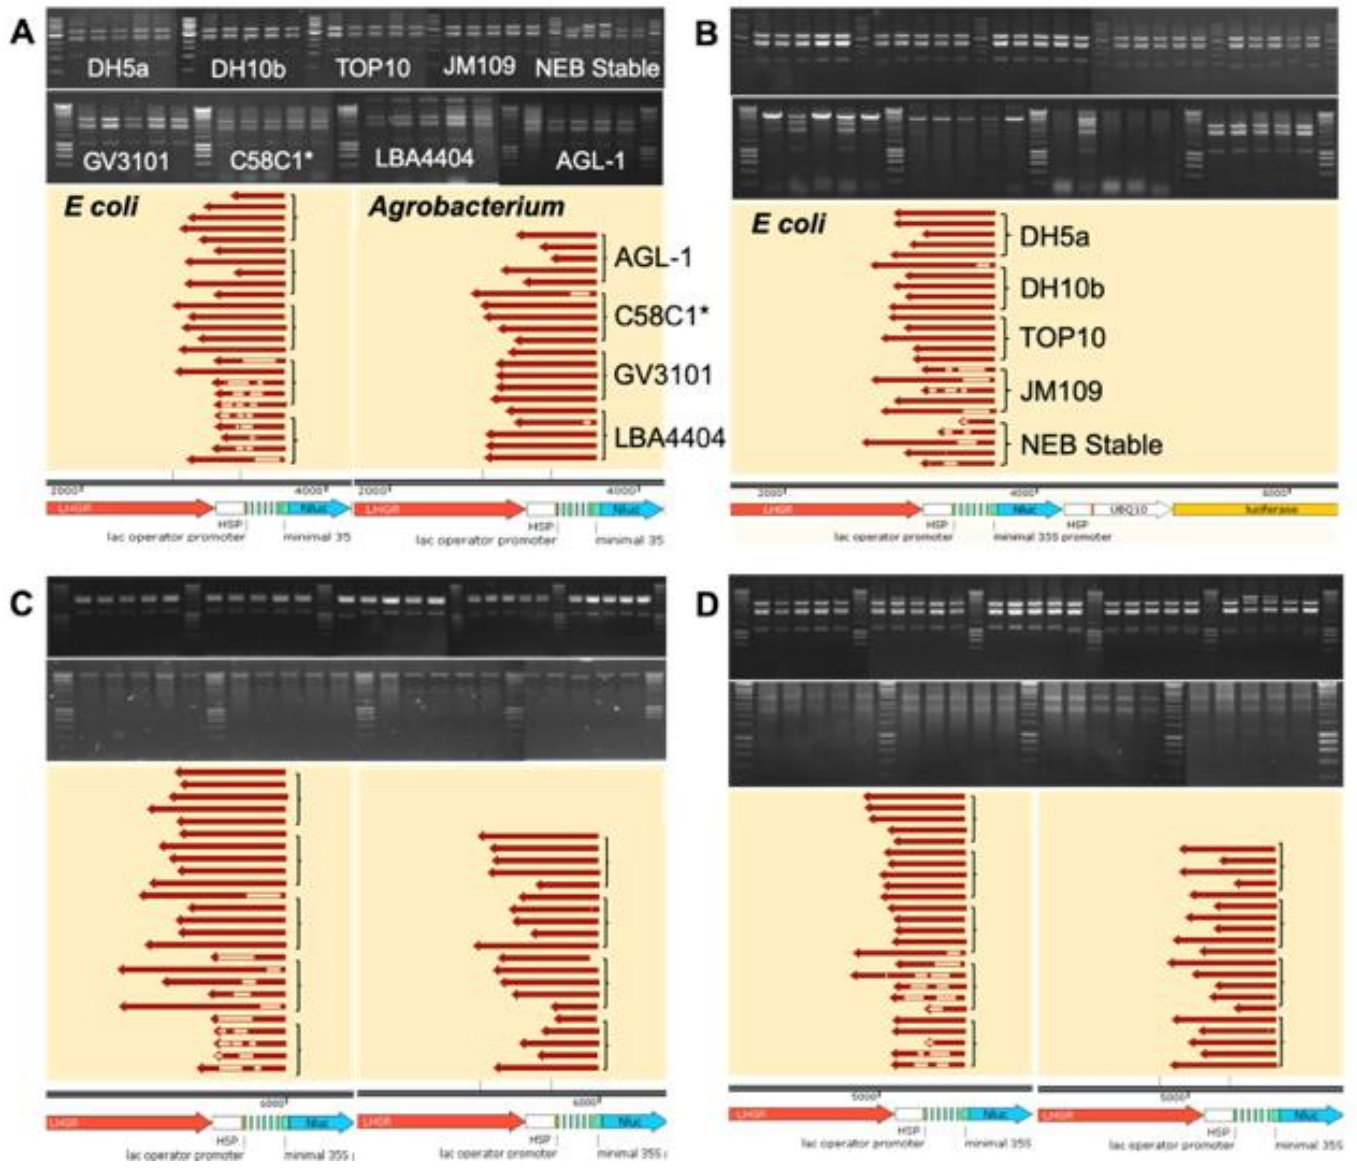 A
DH5a DH10b TOP10 JM109 NEB Stable
GV3101 C58C1* LBA4404 AGL-1
E coli Agrobacterium
AGL-1
C58C1*
GV3101
LBA4404
2000 4000 2000 4000
LHGR Nluc LHGR Nluc
HSP HSP
lac operator promoter minimal 35 lac operator promoter minimal 35
B
E coli
DH5a
DH10b
TOP10
JM109
NEB Stable
2000 4000 6000
LHGR Nluc UBQ10 luciferase
HSP HSP
lac operator promoter minimal 35S promoter
C
6000 6000
LHGR Nluc LHGR Nluc
HSP HSP
lac operator promoter minimal 35S lac operator promoter minimal 35S
D
5000 5000
LHGR Nluc LHGR Nluc
HSP HSP
lac operator promoter minimal 35S lac operator promoter minimal 35S